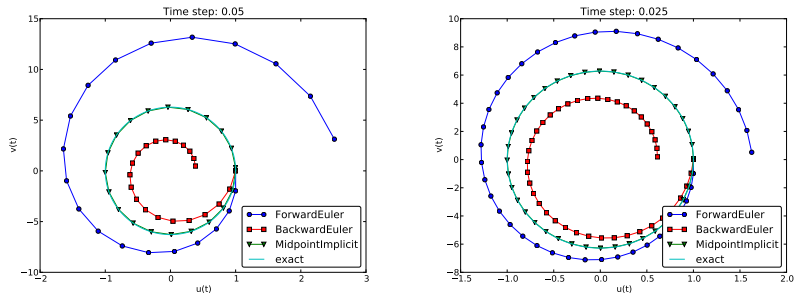 Time step: 0.05
15
10
5
0
−5
−10
v(t)
−2
−1
0
1
2
3
u(t)
ForwardEuler
BackwardEuler
MidpointImplicit
exact
Time step: 0.025
10
8
6
4
2
0
−2
−4
−6
−8
v(t)
−1.5
−1.0
−0.5
0.0
0.5
1.0
1.5
2.0
u(t)
ForwardEuler
BackwardEuler
MidpointImplicit
exact